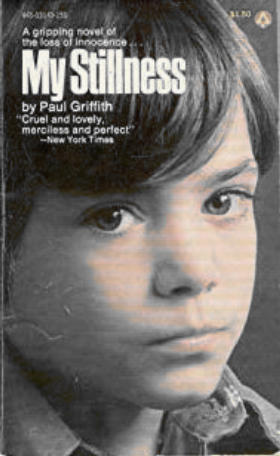 $1.50
A gripping novel of
the loss of innocence...
My Stillness
by Paul Griffith
"Cruel and lovely,
merciless and perfect"
—New York Times